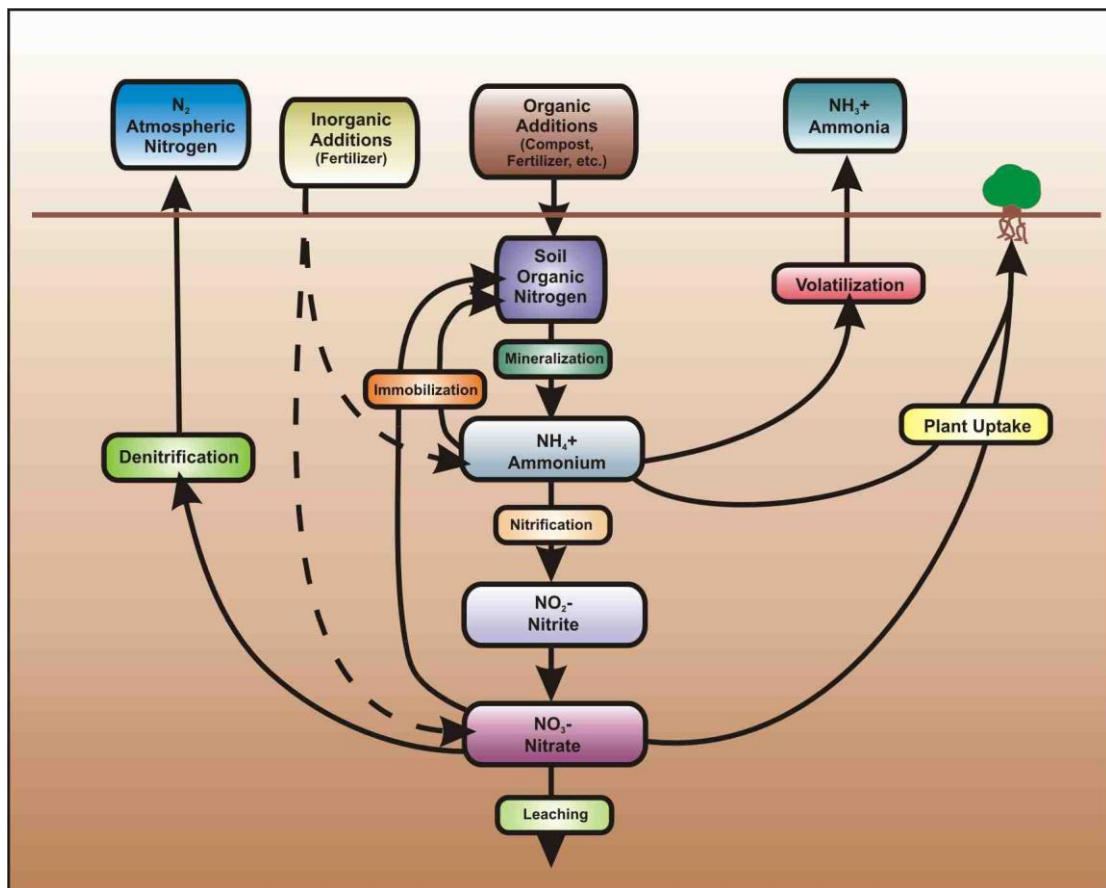 N₂
Atmospheric
Nitrogen
Inorganic
Additions
(Fertilizer)
Organic
Additions
(Compost,
Fertilizer, etc.)
NH₃+
Ammonia
Soil
Organic
Nitrogen
Volatilization
Mineralization
Immobilization
Plant Uptake
NH₄+
Ammonium
Denitrification
Nitrification
NO₂-
Nitrite
NO₃-
Nitrate
Leaching